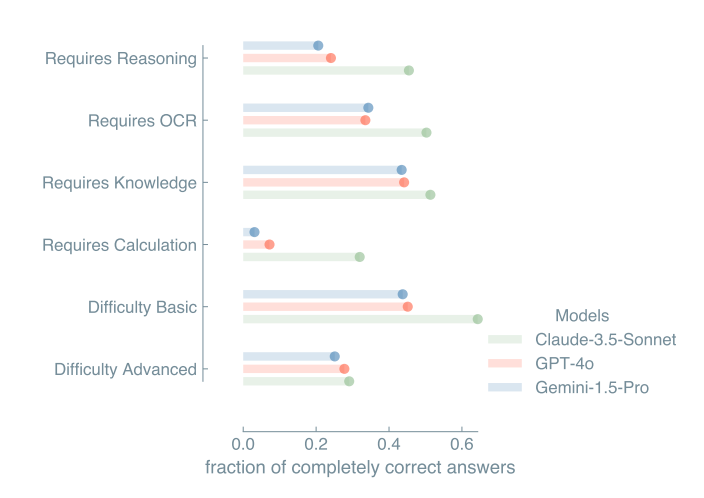 Requires Reasoning
Requires OCR
Requires Knowledge
Requires Calculation
Difficulty Basic
Difficulty Advanced
Models
Claude-3.5-Sonnet
GPT-4o
Gemini-1.5-Pro
0.0 0.2 0.4 0.6
fraction of completely correct answers